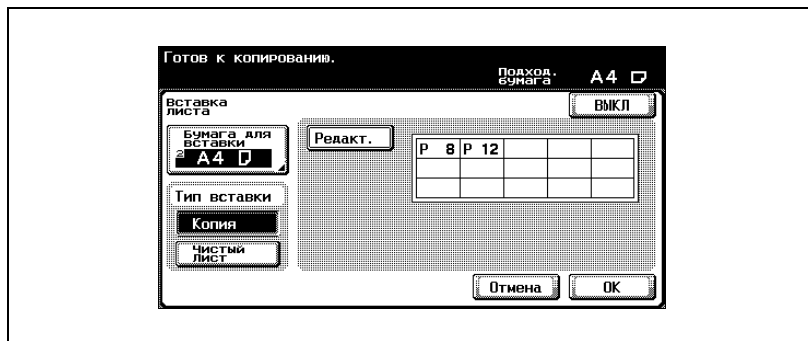 Готов к копированию.
Подход.
бумага
A4
Вставка
листа
ВЫКЛ
Бумага для
вставки
2 A4
Редакт.
P 8 P 12
Тип вставки
Копия
Чистый
лист
Отмена
OK